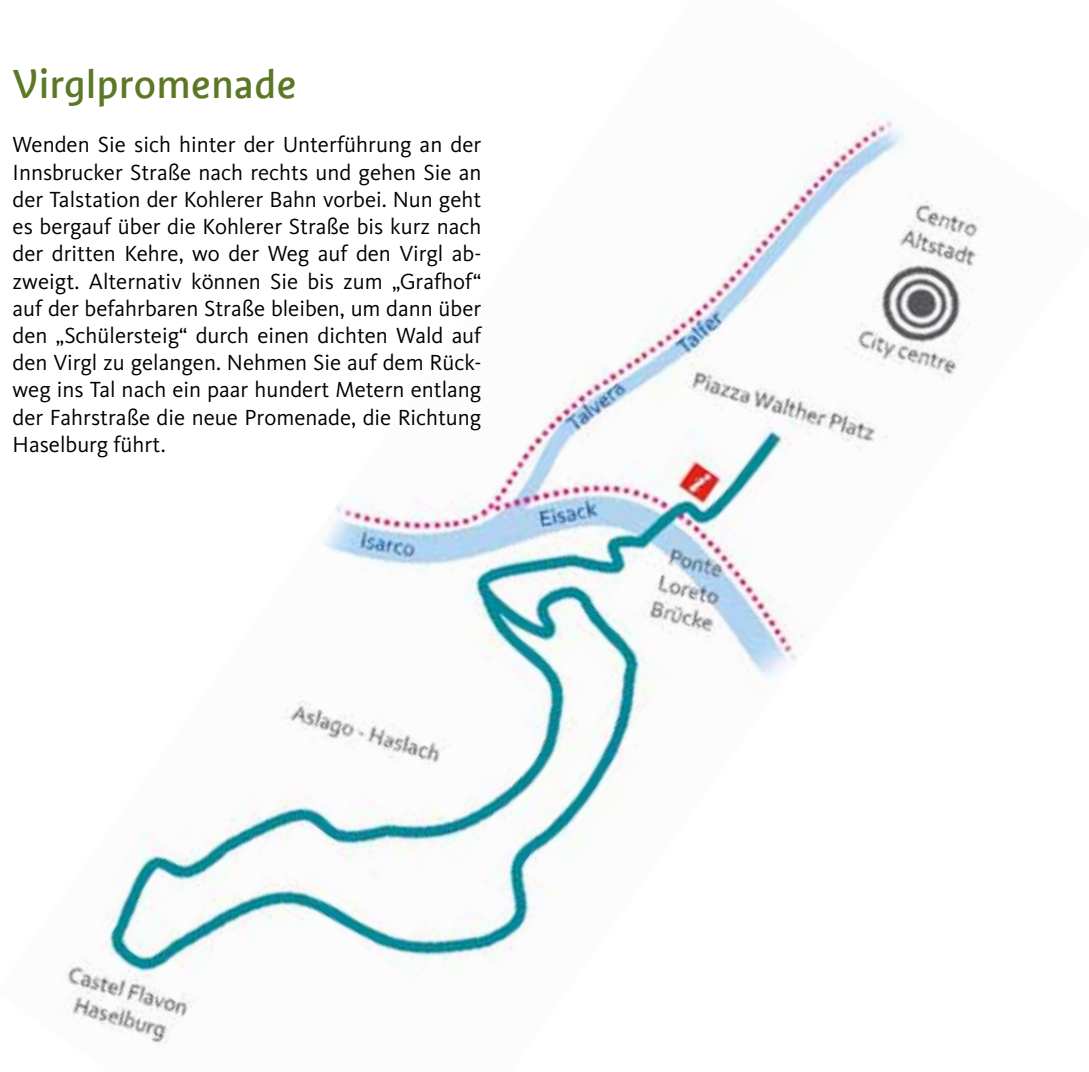 Virglpromenade
Wenden Sie sich hinter der Unterführung an der
Innsbrucker Straße nach rechts und gehen Sie an
der Talstation der Kohlerer Bahn vorbei. Nun geht
es bergauf über die Kohlerer Straße bis kurz nach
der dritten Kehre, wo der Weg auf den Virgl ab-
zweigt. Alternativ können Sie bis zum „Grafhof“
auf der befahrbaren Straße bleiben, um dann über
den „Schülersteig“ durch einen dichten Wald auf
den Virgl zu gelangen. Nehmen Sie auf dem Rück-
weg ins Tal nach ein paar hundert Metern entlang
der Fahrstraße die neue Promenade, die Richtung
Haselburg führt.
Centro
Altstadt
City centre
Talfer
Talvera
Piazza Walther Platz
i
Eisack
Isarco
Ponte
Loreto
Brücke
Aslago - Haslach
Castel Flavon
Haselburg